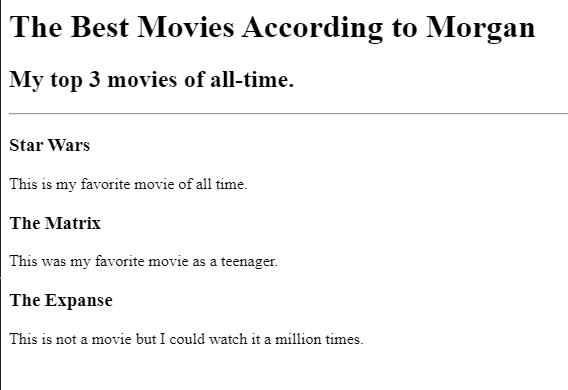 The Best Movies According to Morgan
My top 3 movies of all-time.
Star Wars
This is my favorite movie of all time.
The Matrix
This was my favorite movie as a teenager.
The Expanse
This is not a movie but I could watch it a million times.